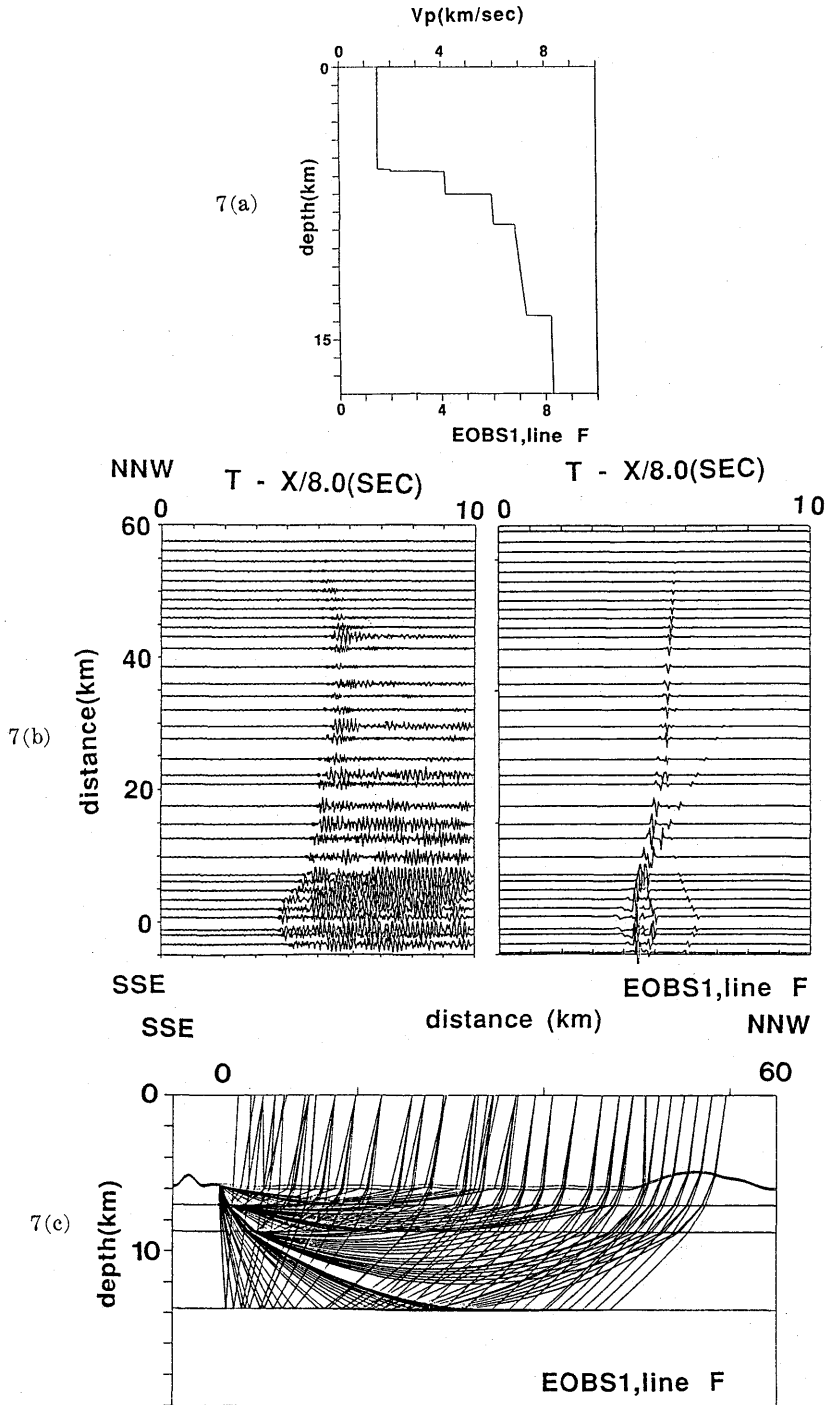 Vp(km/sec)
0 4 8
0
7(a)
depth(km)
15
0 4 8
EOBS1,line F
NNW T - X/8.0(SEC) T - X/8.0(SEC)
0 10 0 10
60
40
7(b)
distance(km)
20
0
SSE EOBS1,line F
SSE distance (km) NNW
0 60
0
7(c)
depth(km)
10
EOBS1,line F